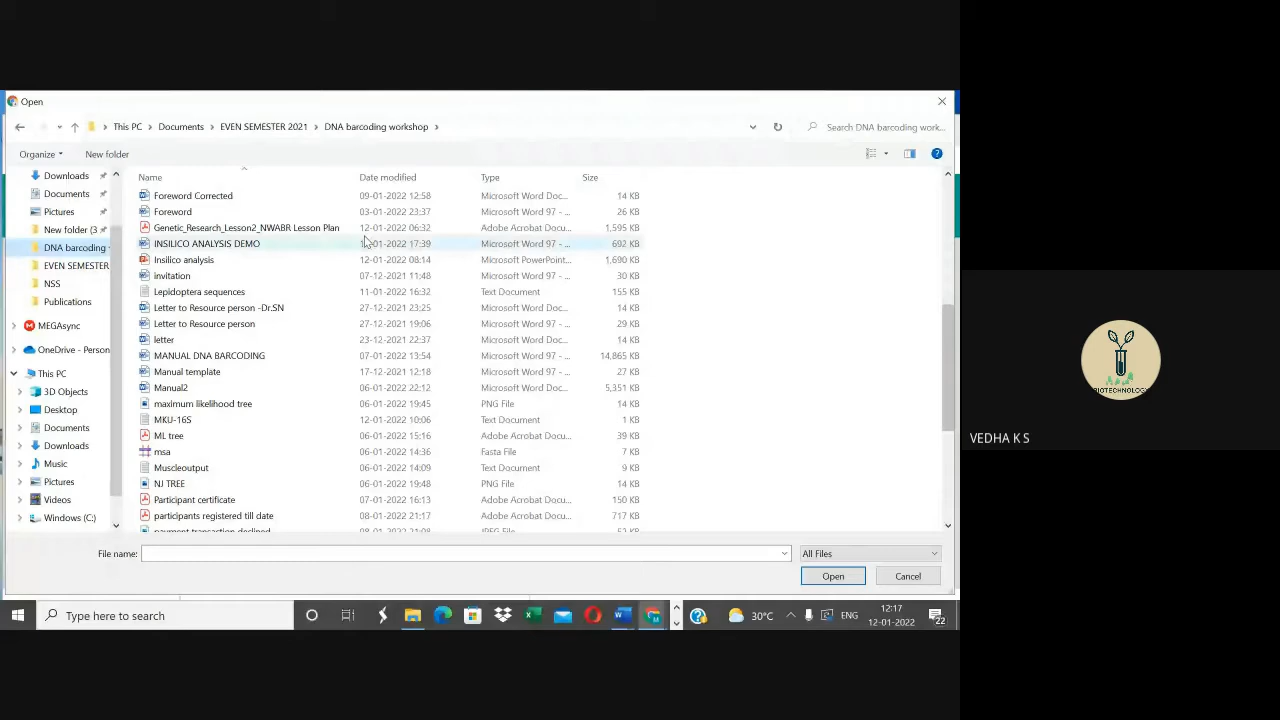 Open
This PC > Documents > EVEN SEMESTER 2021 > DNA barcoding workshop >
Search DNA barcoding work...
Organize
New folder
Name Date modified Type Size
Downloads
Documents
Pictures
New folder (3
DNA barcoding
EVEN SEMESTER
NSS
Publications
MEGAsync
OneDrive - Person
This PC
3D Objects
Desktop
Documents
Downloads
Music
Pictures
Videos
Windows (C:)
Foreword Corrected 09-01-2022 12:58 Microsoft Word Doc... 14 KB
Foreword 03-01-2022 23:37 Microsoft Word 97 - ... 26 KB
Genetic_Research_Lesson2_NWABR Lesson Plan 12-01-2022 06:32 Adobe Acrobat Docu... 1,595 KB
INSILICO ANALYSIS DEMO -01-2022 17:39 Microsoft Word 97 - ... 692 KB
Insilico analysis 12-01-2022 08:14 Microsoft PowerPoint... 1,690 KB
invitation 07-12-2021 11:48 Microsoft Word 97 - ... 30 KB
Lepidoptera sequences 11-01-2022 16:32 Text Document 155 KB
Letter to Resource person -Dr.SN 27-12-2021 23:25 Microsoft Word Doc... 14 KB
Letter to Resource person 27-12-2021 19:06 Microsoft Word 97 - ... 29 KB
letter 23-12-2021 22:37 Microsoft Word Doc... 14 KB
MANUAL DNA BARCODING 07-01-2022 13:54 Microsoft Word 97 - ... 14,865 KB
Manual template 17-12-2021 12:18 Microsoft Word 97 - ... 27 KB
Manual2 06-01-2022 22:12 Microsoft Word Doc... 5,351 KB
maximum likelihood tree 06-01-2022 19:45 PNG File 14 KB
MKU-16S 12-01-2022 10:06 Text Document 1 KB
ML tree 06-01-2022 15:16 Adobe Acrobat Docu... 39 KB
msa 06-01-2022 14:36 Fasta File 7 KB
Muscleoutput 06-01-2022 14:09 Text Document 9 KB
NJ TREE 06-01-2022 19:48 PNG File 14 KB
Participant certificate 07-01-2022 16:13 Adobe Acrobat Docu... 150 KB
participants registered till date 08-01-2022 21:17 Adobe Acrobat Docu... 717 KB
payment transaction declined 08-01-2022 21:08 JPEG File 52 KB
File name:
All Files
Open
Cancel
Type here to search
30°C
ENG
12:17
12-01-2022
22
BIOTECHNOLOGY
VEDHA K S